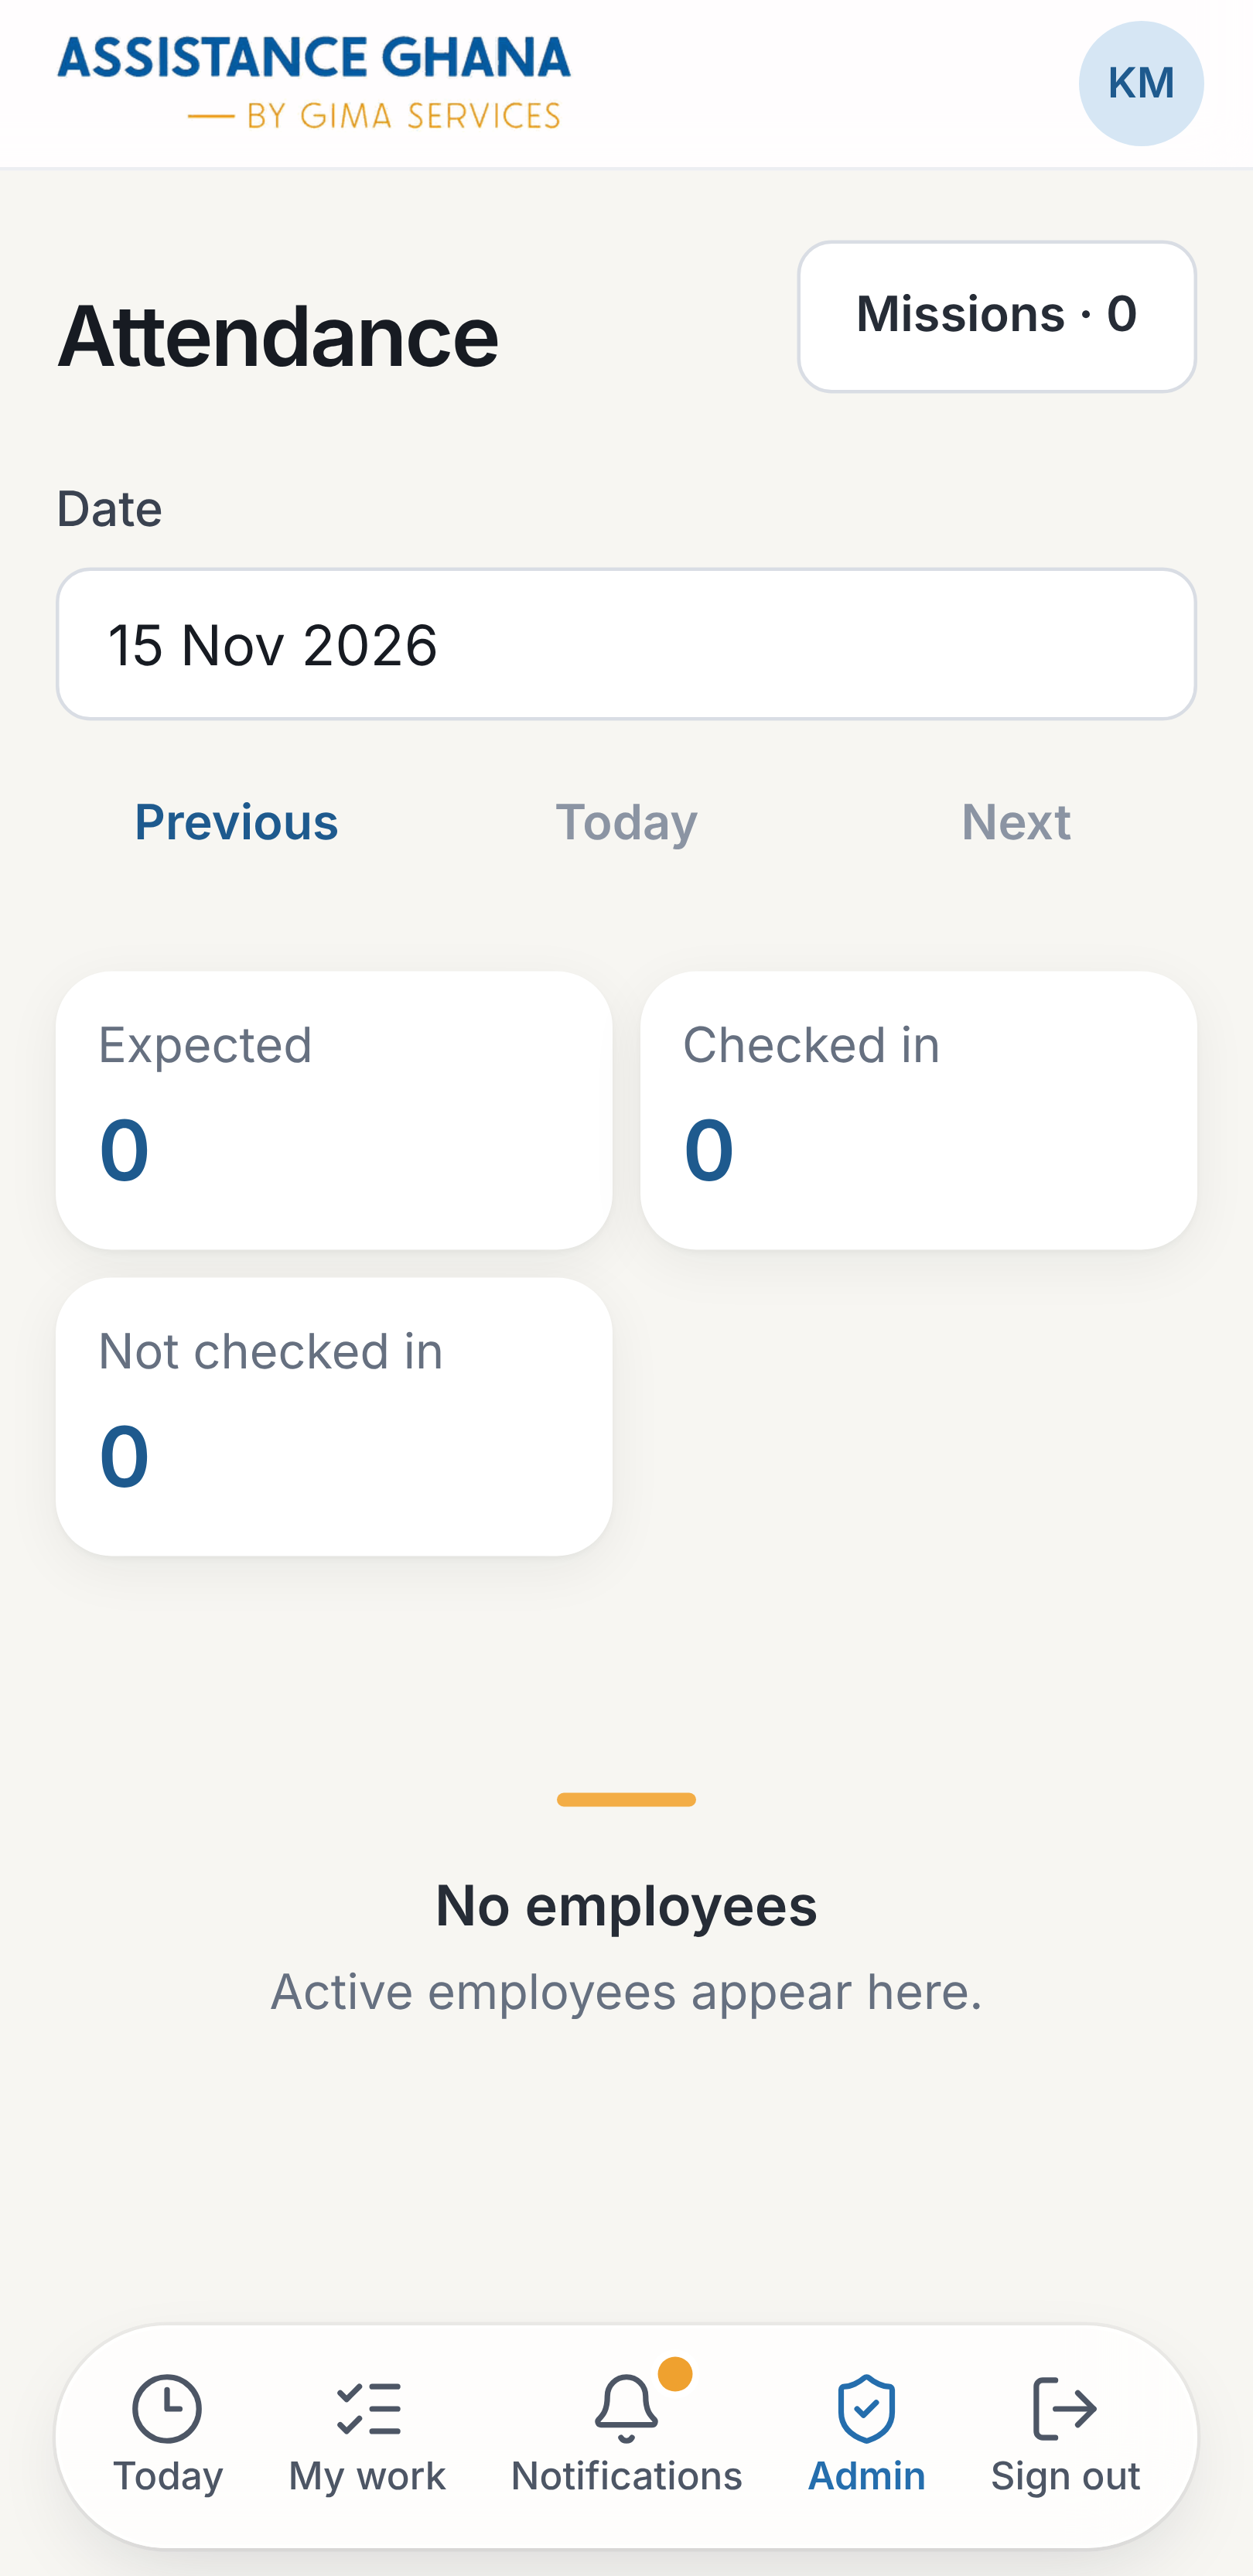 ASSISTANCE GHANA
BY GIMA SERVICES
KM
Attendance
Missions · 0
Date
15 Nov 2026
Previous
Today
Next
Expected
0
Checked in
0
Not checked in
0
No employees
Active employees appear here.
Today
My work
Notifications
Admin
Sign out